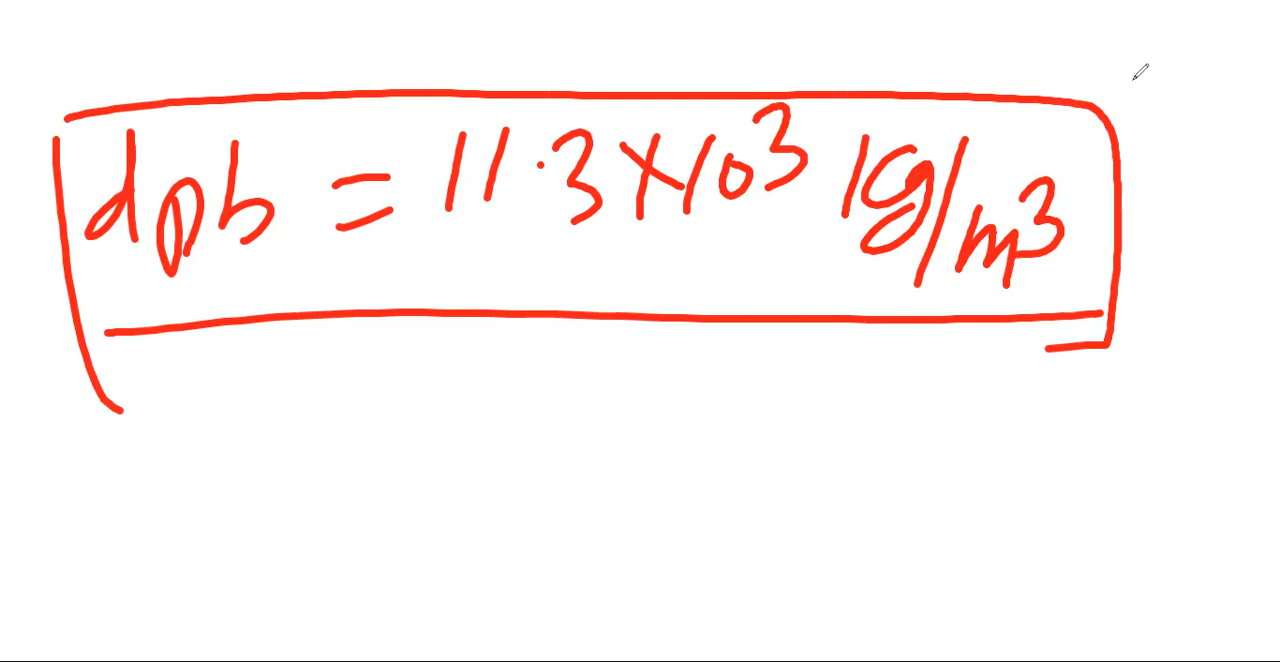 dpb = 11.3 X 10³ kg/m³